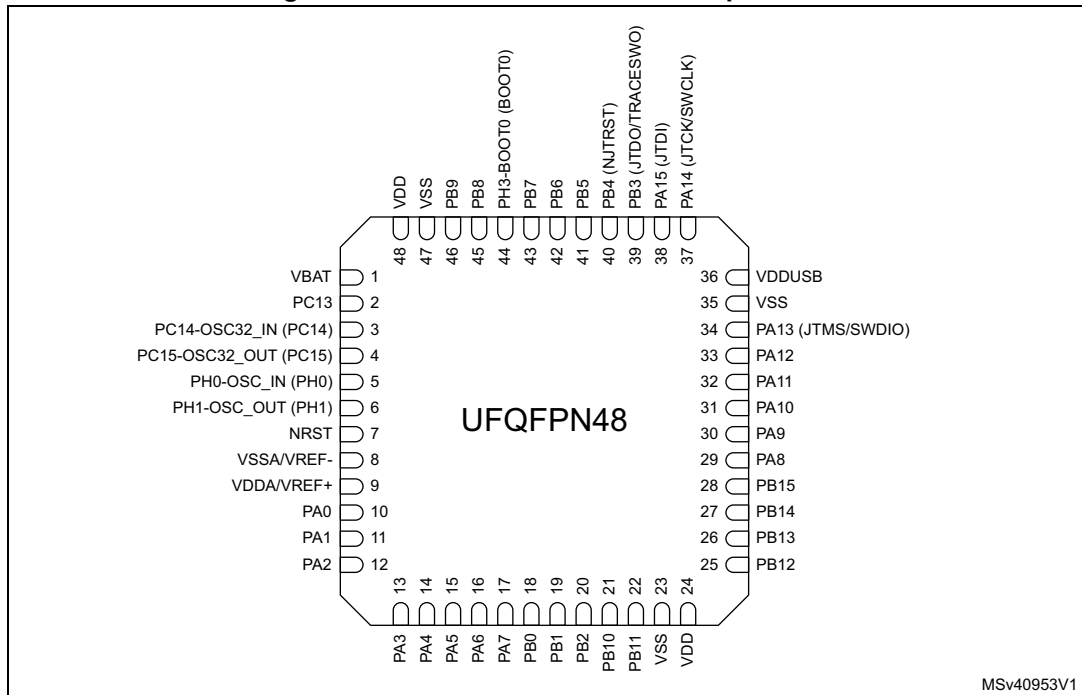 VDD
VSS
PB9
PB8
PH3-BOOT0 (BOOT0)
PB7
PB6
PB5
PB4 (NJTRST)
PB3 (JTDO/TRACESWO)
PA15 (JTDI)
PA14 (JTCK/SWCLK)
48
47
46
45
44
43
42
41
40
39
38
37
VBAT 1
PC13 2
PC14-OSC32_IN (PC14) 3
PC15-OSC32_OUT (PC15) 4
PH0-OSC_IN (PH0) 5
PH1-OSC_OUT (PH1) 6
NRST 7
VSSA/VREF- 8
VDDA/VREF+ 9
PA0 10
PA1 11
PA2 12
UFQFPN48
36 VDDUSB
35 VSS
34 PA13 (JTMS/SWDIO)
33 PA12
32 PA11
31 PA10
30 PA9
29 PA8
28 PB15
27 PB14
26 PB13
25 PB12
13
14
15
16
17
18
19
20
21
22
23
24
PA3
PA4
PA5
PA6
PA7
PB0
PB1
PB2
PB10
PB11
VSS
VDD
MSv40953V1